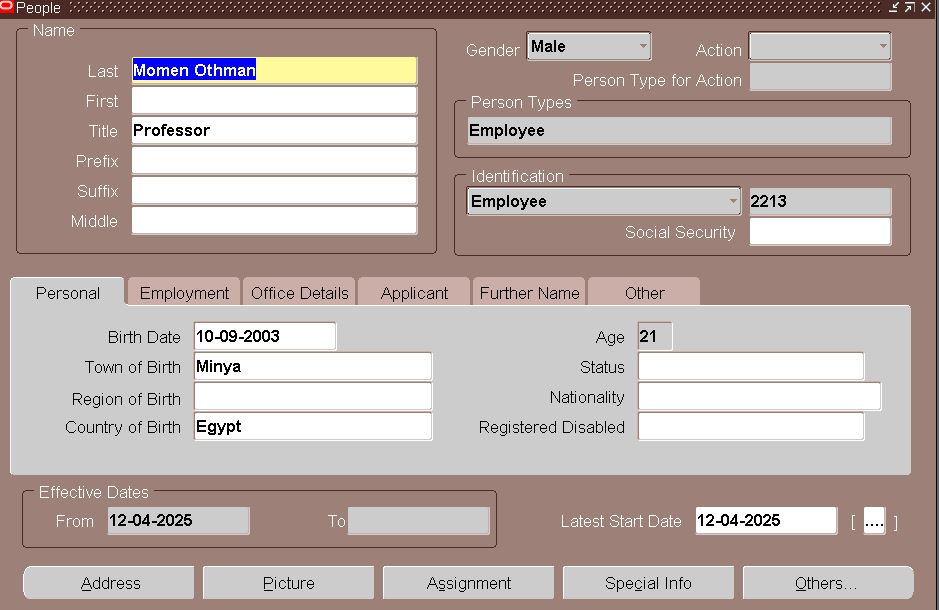 People
Name
Last Momen Othman
First
Title Professor
Prefix
Suffix
Middle
Gender Male Action
Person Type for Action
Person Types
Employee
Identification
Employee 2213
Social Security
Personal Employment Office Details Applicant Further Name Other
Birth Date 10-09-2003 Age 21
Town of Birth Minya Status
Region of Birth Nationality
Country of Birth Egypt Registered Disabled
Effective Dates
From 12-04-2025 To Latest Start Date 12-04-2025 [ .... ]
Address Picture Assignment Special Info Others...